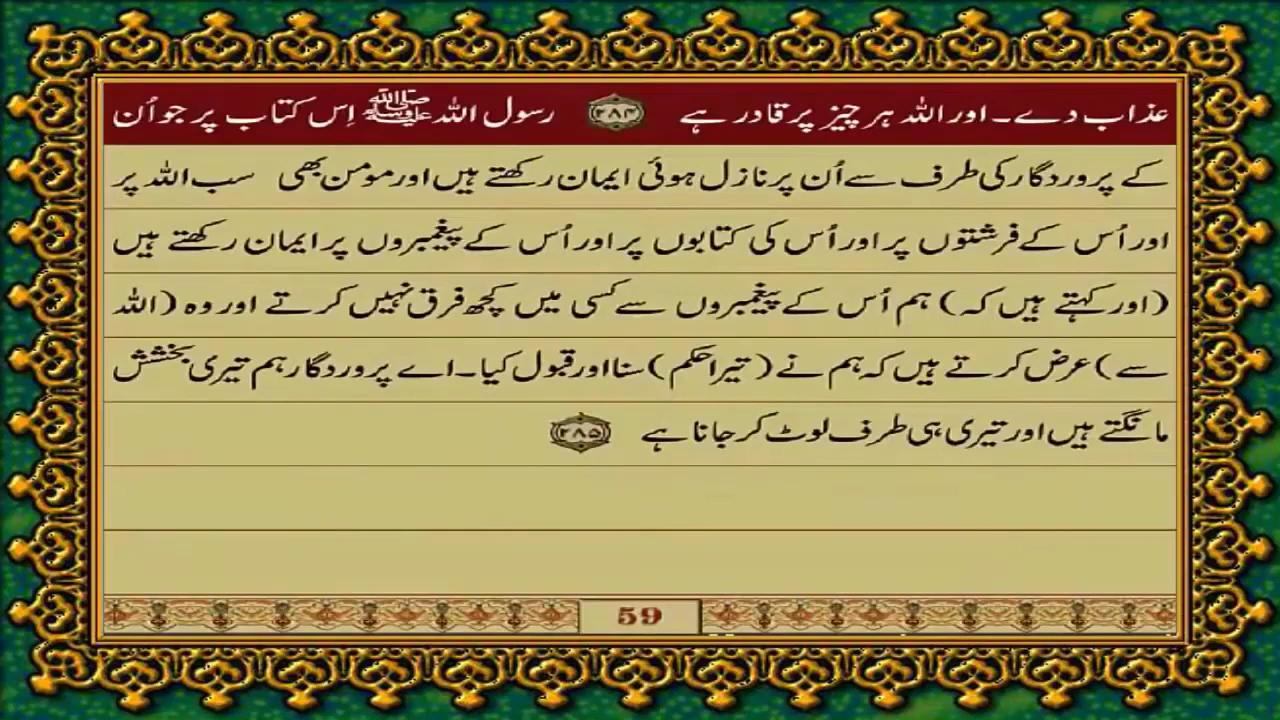 عذاب دے۔ اور اللہ ہر چیز پر قادر ہے ۲۸۴ رسول اللہ ﷺ اِس کتاب پر جو اُن
کے پروردگار کی طرف سے اُن پر نازل ہوئی ایمان رکھتے ہیں اور مومن بھی سب اللہ پر
اور اُس کے فرشتوں پر اور اُس کی کتابوں پر اور اُس کے پیغمبروں پر ایمان رکھتے ہیں
(اور کہتے ہیں کہ) ہم اُس کے پیغمبروں سے کسی میں کچھ فرق نہیں کرتے اور وہ (اللہ
سے) عرض کرتے ہیں کہ ہم نے (تیرا حکم) سنا اور قبول کیا۔ اے پروردگار ہم تیری بخشش
مانگتے ہیں اور تیری ہی طرف لوٹ کر جانا ہے ۲۸۵
59